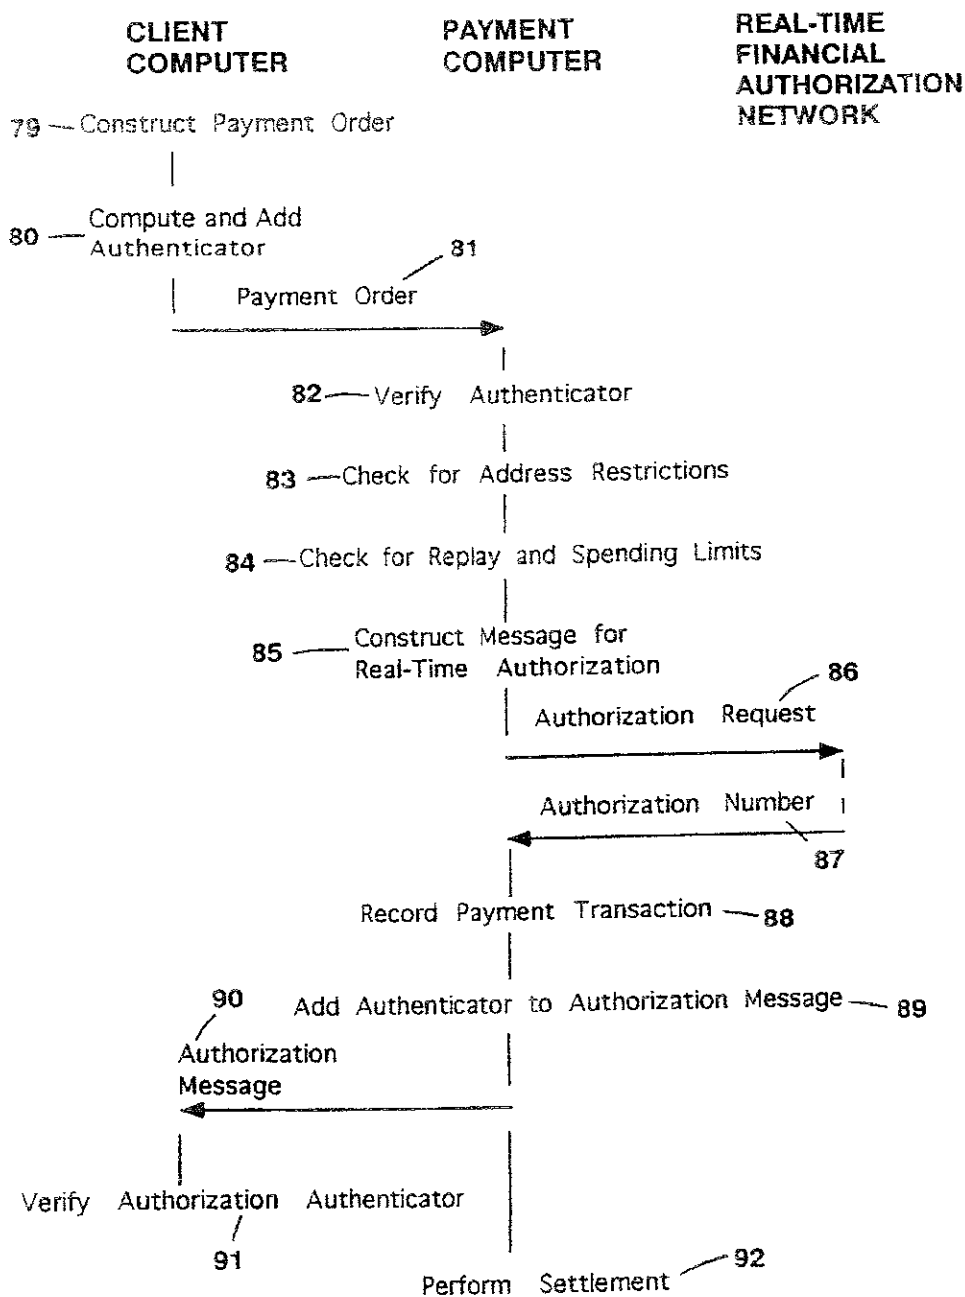 CLIENT
COMPUTER
PAYMENT
COMPUTER
REAL-TIME
FINANCIAL
AUTHORIZATION
NETWORK
79 Construct Payment Order
80 Compute and Add
Authenticator
81
Payment Order
82 Verify Authenticator
83 Check for Address Restrictions
84 Check for Replay and Spending Limits
85 Construct Message for
Real-Time Authorization
86
Authorization Request
Authorization Number
87
Record Payment Transaction 88
90
Add Authenticator to Authorization Message 89
Authorization
Message
Verify Authorization Authenticator
91
92
Perform Settlement